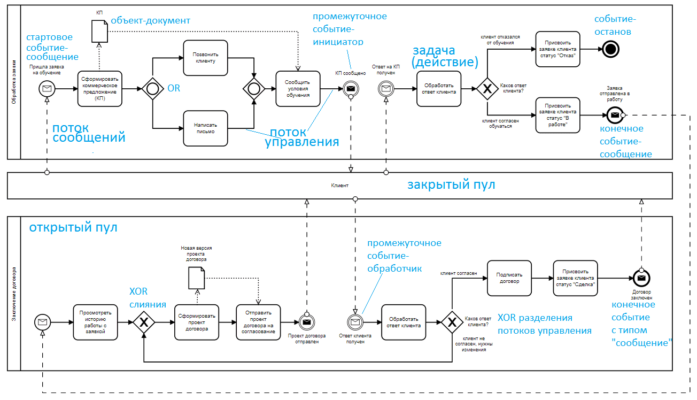 КП
объект-документ
промежуточное
событие-
инициатор
событие-
останов
стартовое
событие-
сообщение
Пришла заявка
на обучение
Сформировать
коммерческое
предложение
(КП)
OR
Позвонить
клиенту
Написать
письмо
Сообщить
условия
обучения
КП сообщено
Ответ на КП
получен
задача
(действие)
Обработать
ответ клиента
клиент отказался
от обучения
Присвоить
заявке клиента
статус "Отказ"
Каков ответ
клиента?
клиент согласен
обучаться
Присвоить
заявке клиента
статус "В
работе"
Заявка
отправлена в
работу
конечное
событие-
сообщение
поток
сообщений
поток
управления
Обработка заявки
Клиент
закрытый пул
открытый пул
Заключение договора
Новая версия
проекта
договора
XOR
слияния
Просмотреть
историю
работы с
заявкой
Сформировать
проект
договора
Отправить
проект
договора на
согласование
Проект договора
отправлен
промежуточное
событие-
обработчик
Ответ клиента
получен
Обработать
ответ клиента
клиент согласен
Каков ответ
клиента?
клиент не
согласен, нужны
изменения
Подписать
договор
Присвоить
заявке клиента
статус "Сделка"
XOR разделения
потоков управления
Договор
заключен
конечное
событие
с типом
"сообщение"